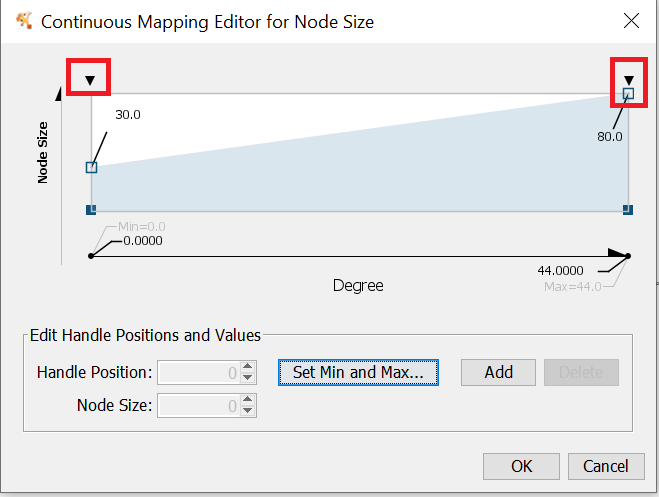 Continuous Mapping Editor for Node Size
Node Size
30.0
80.0
Min=0.0
0.0000
44.0000
Max=44.0
Degree
Edit Handle Positions and Values
Handle Position: 0 Set Min and Max... Add Delete
Node Size: 0
OK Cancel